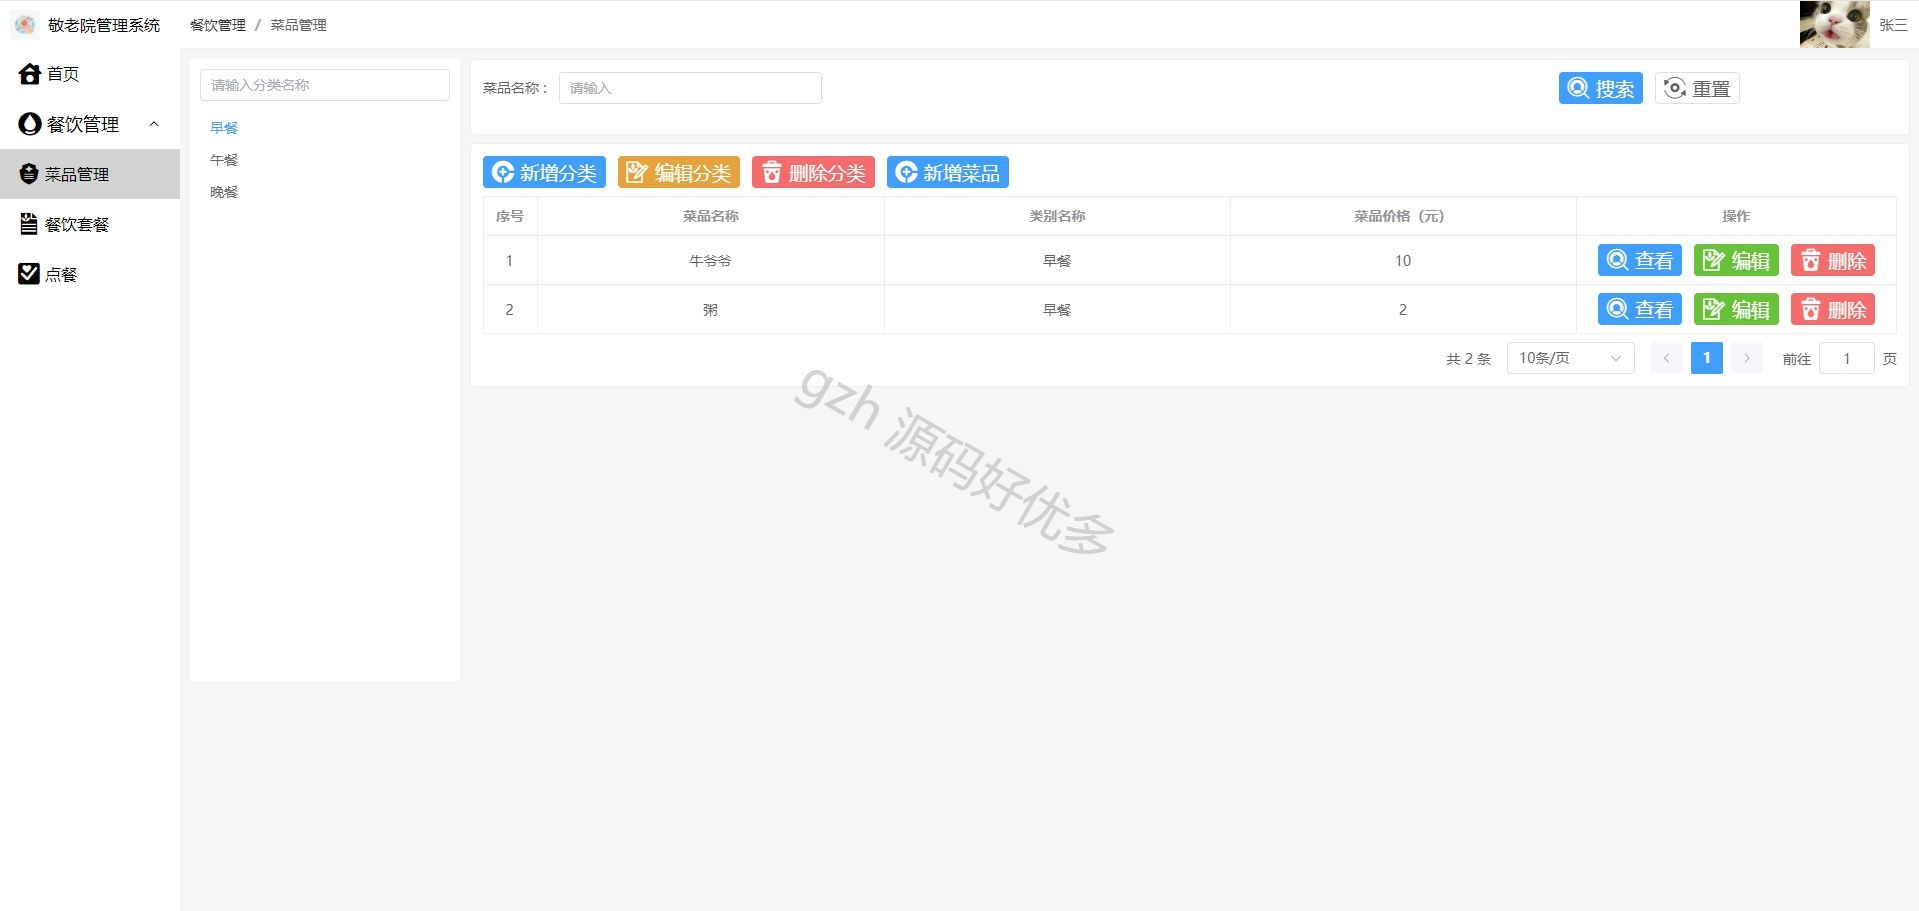 敬老院管理系统
餐饮管理 / 菜品管理
张三
首页
餐饮管理
菜品管理
餐饮套餐
点餐
请输入分类名称
早餐
午餐
晚餐
菜品名称：
请输入
搜索
重置
新增分类
编辑分类
删除分类
新增菜品
序号 菜品名称 类别名称 菜品价格（元） 操作
1 牛爷爷 早餐 10 查看 编辑 删除
2 粥 早餐 2 查看 编辑 删除
共 2 条 10条/页 1 前往 1 页
gzh 源码好优多